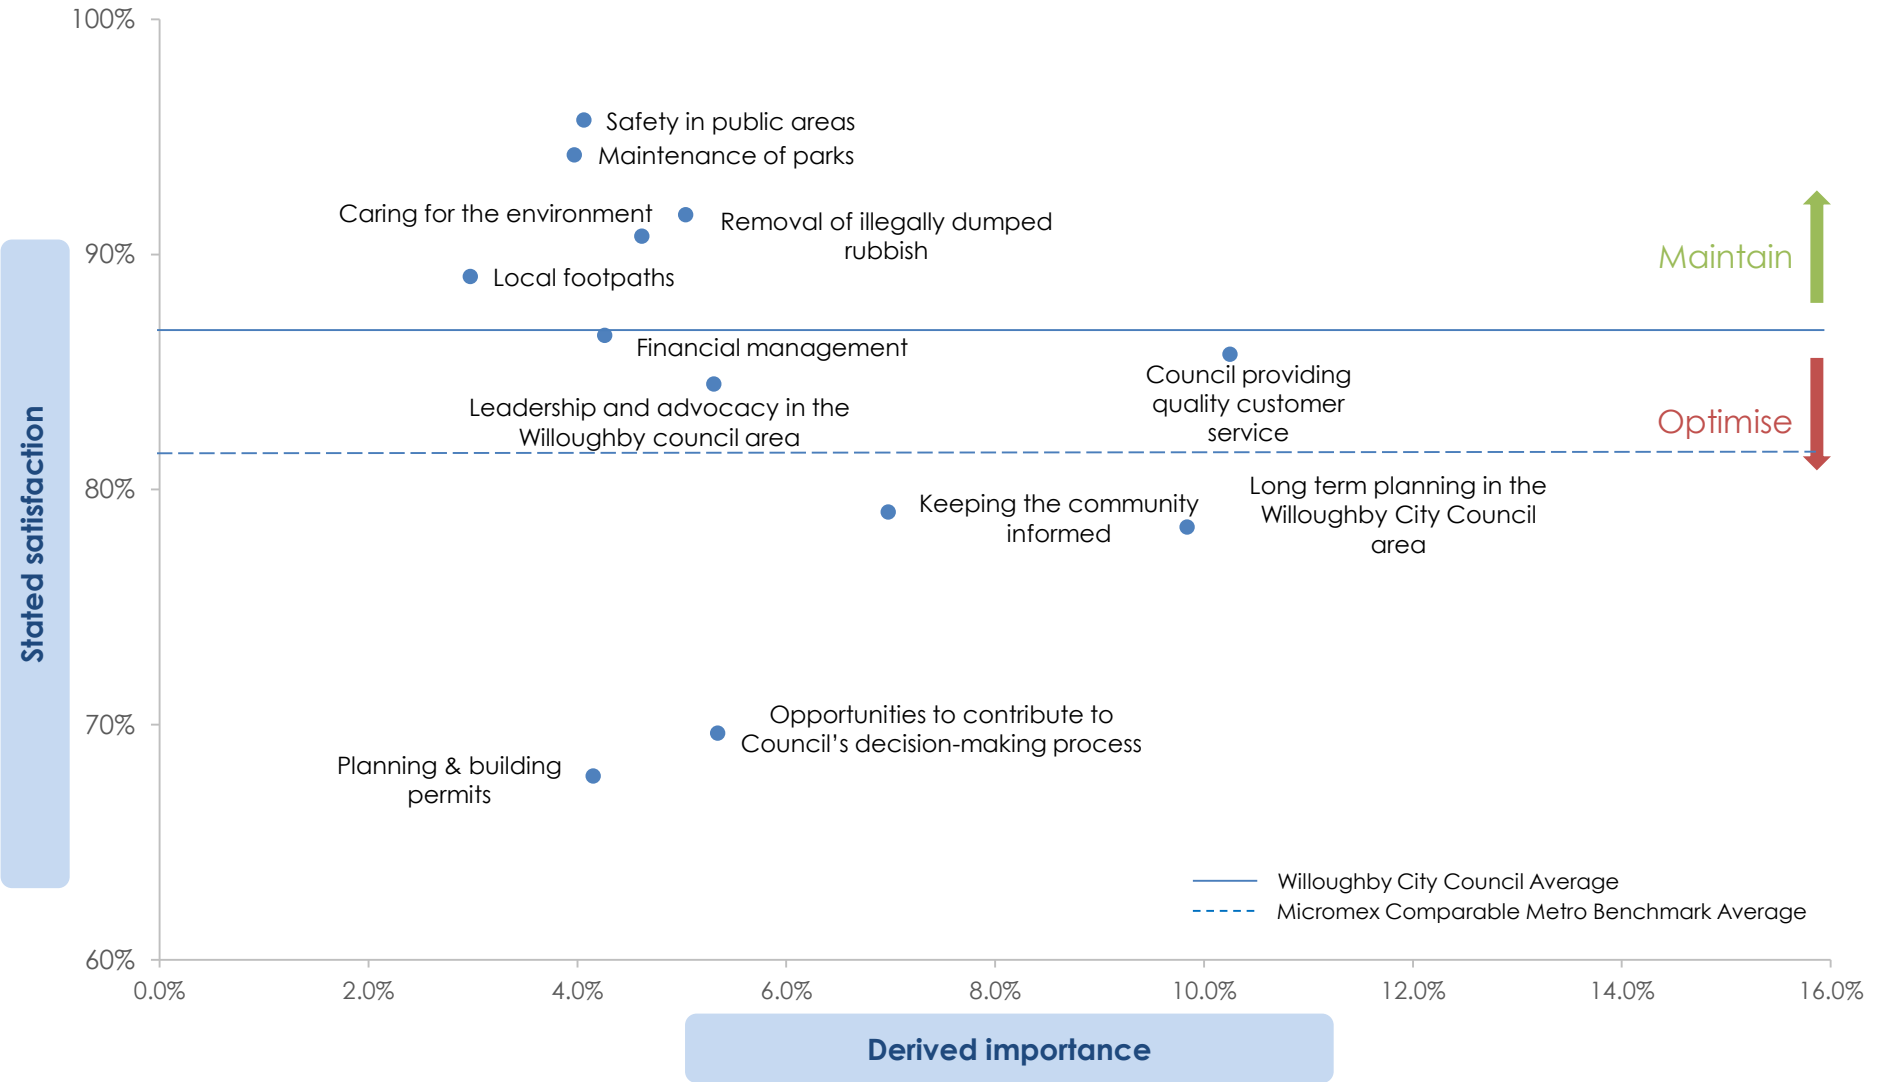 100%
Safety in public areas
Maintenance of parks
Caring for the environment
Removal of illegally dumped
rubbish
90%
Maintain
Local footpaths
Financial management
Council providing
quality customer
service
Leadership and advocacy in the
Willoughby council area
Optimise
Stated satisfaction
80%
Keeping the community
informed
Long term planning in the
Willoughby City Council
area
70%
Opportunities to contribute to
Council’s decision-making process
Planning & building
permits
Willoughby City Council Average
Micromex Comparable Metro Benchmark Average
60%
0.0% 2.0% 4.0% 6.0% 8.0% 10.0% 12.0% 14.0% 16.0%
Derived importance